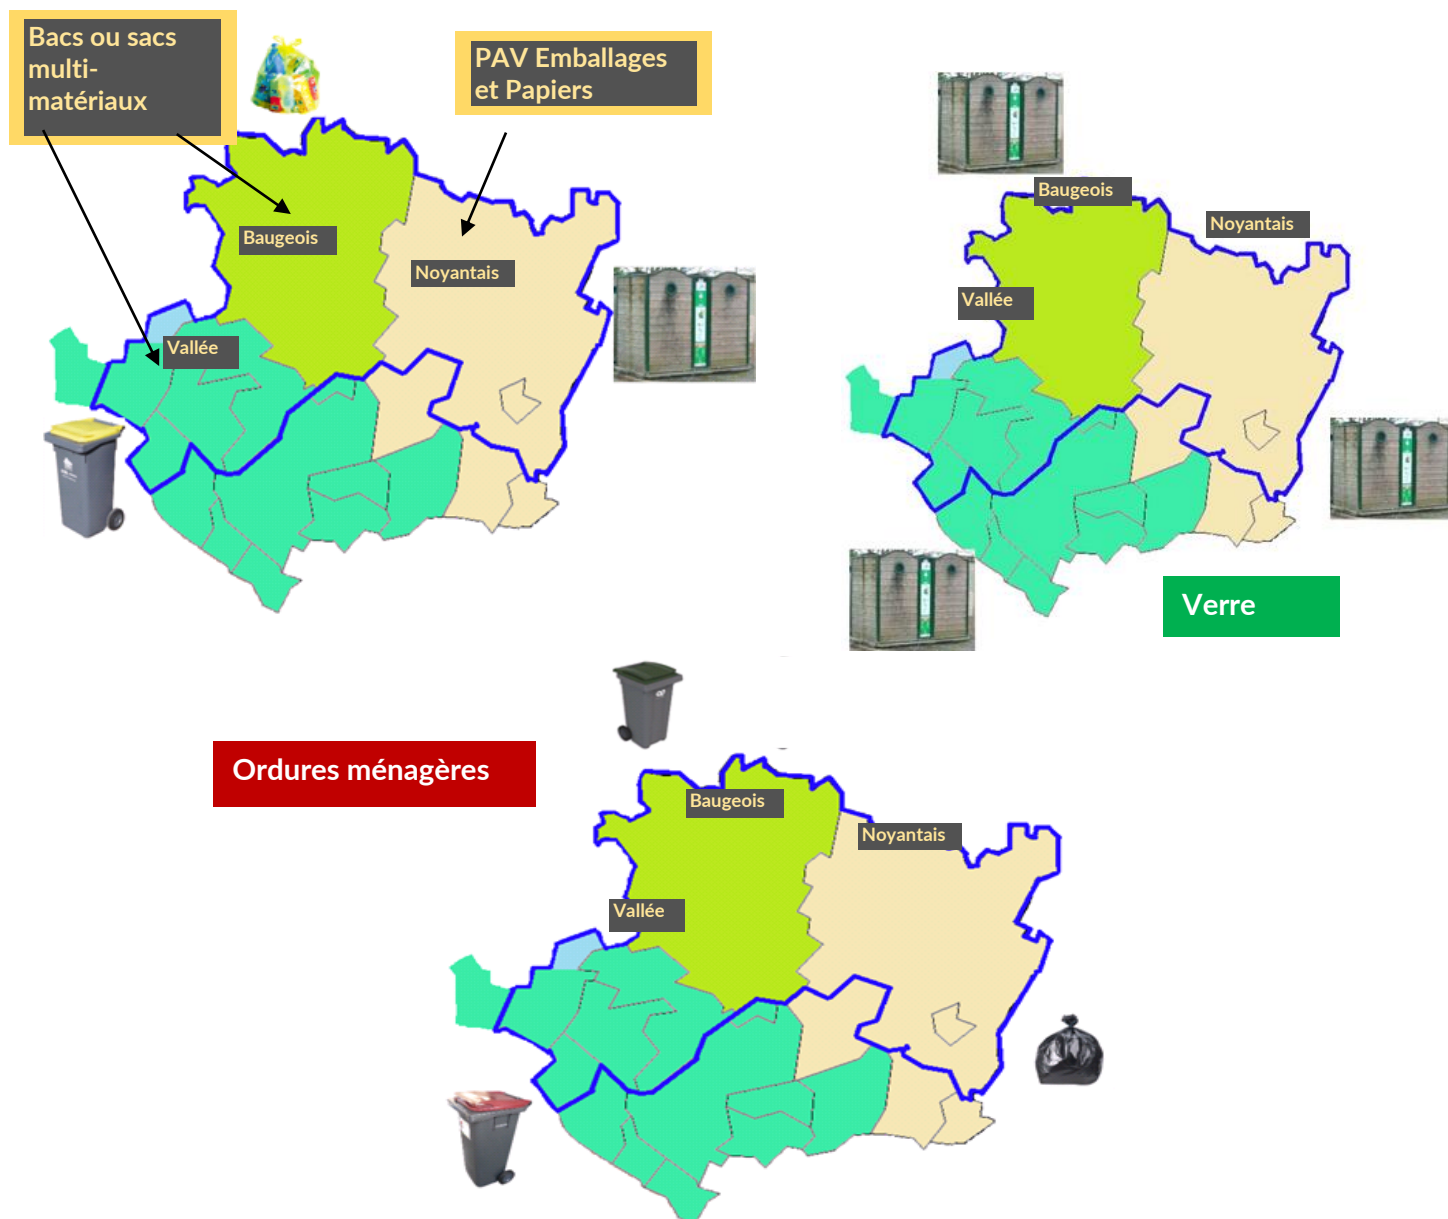 Bacs ou sacs
multi-
matériaux
PAV Emballages
et Papiers
Baugeois
Noyantais
Vallée
Baugeois
Noyantais
Vallée
Verre
Ordures ménagères
Baugeois
Noyantais
Vallée